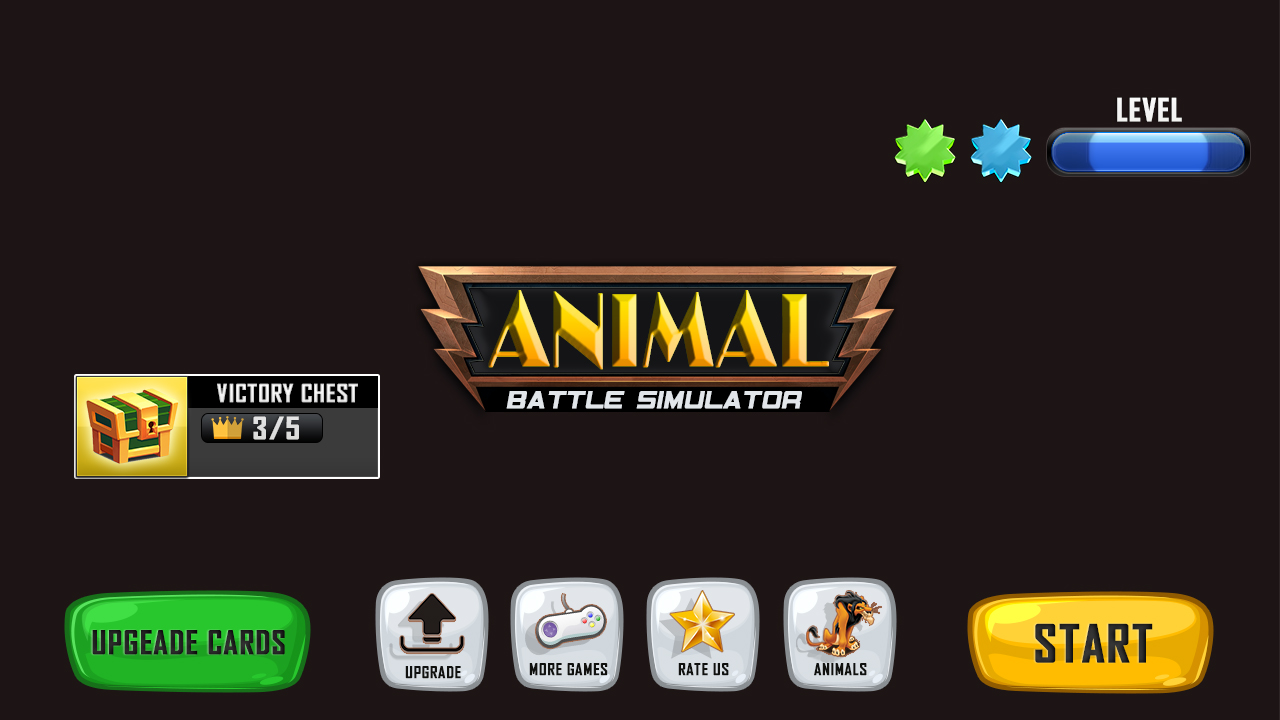 LEVEL
ANIMAL
BATTLE SIMULATOR
VICTORY CHEST
3/5
UPGEADE CARDS
UPGRADE
MORE GAMES
RATE US
ANIMALS
START